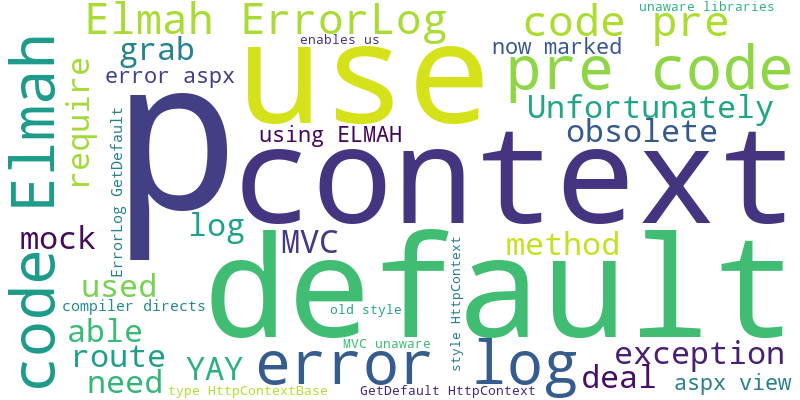 unaware libraries
Elmah ErrorLog
code pre
enables us
now marked
grab
use
pre code
error aspx
Elmah
require
p
Unfortunately
using ELMAH
obsolete
context
ErrorLog GetDefault
log
mock
MVC
method
default
code
used
style HttpContext
compiler directs
old style
able
MVC unaware
route
error log
exception
YAY
need
deal
aspx view
type HttpContextBase
GetDefault HttpContext